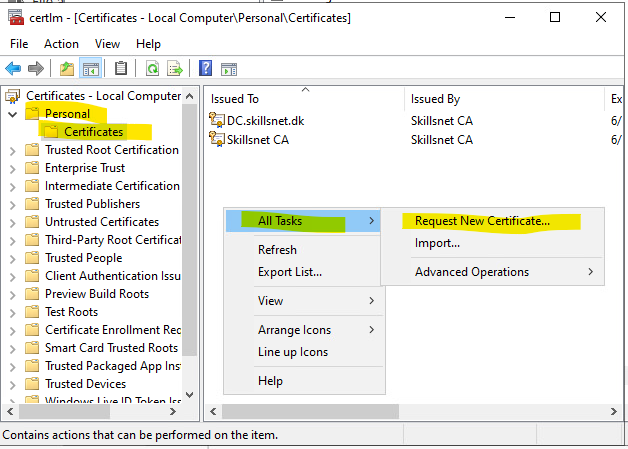 certlm - [Certificates - Local Computer\Personal\Certificates]
File Action View Help
Certificates - Local Computer
Personal
Certificates
Trusted Root Certification
Enterprise Trust
Intermediate Certification
Trusted Publishers
Untrusted Certificates
Third-Party Root Certificat
Trusted People
Client Authentication Issu
Preview Build Roots
Test Roots
Certificate Enrollment Req
Smart Card Trusted Roots
Trusted Packaged App Ins
Trusted Devices
Windows Live ID Token Iss
Issued To Issued By Ex
DC.skillsnet.dk Skillsnet CA 6/
Skillsnet CA Skillsnet CA 6/
All Tasks
Refresh
Export List...
View
Arrange Icons
Line up Icons
Help
Request New Certificate...
Import...
Advanced Operations
Contains actions that can be performed on the item.